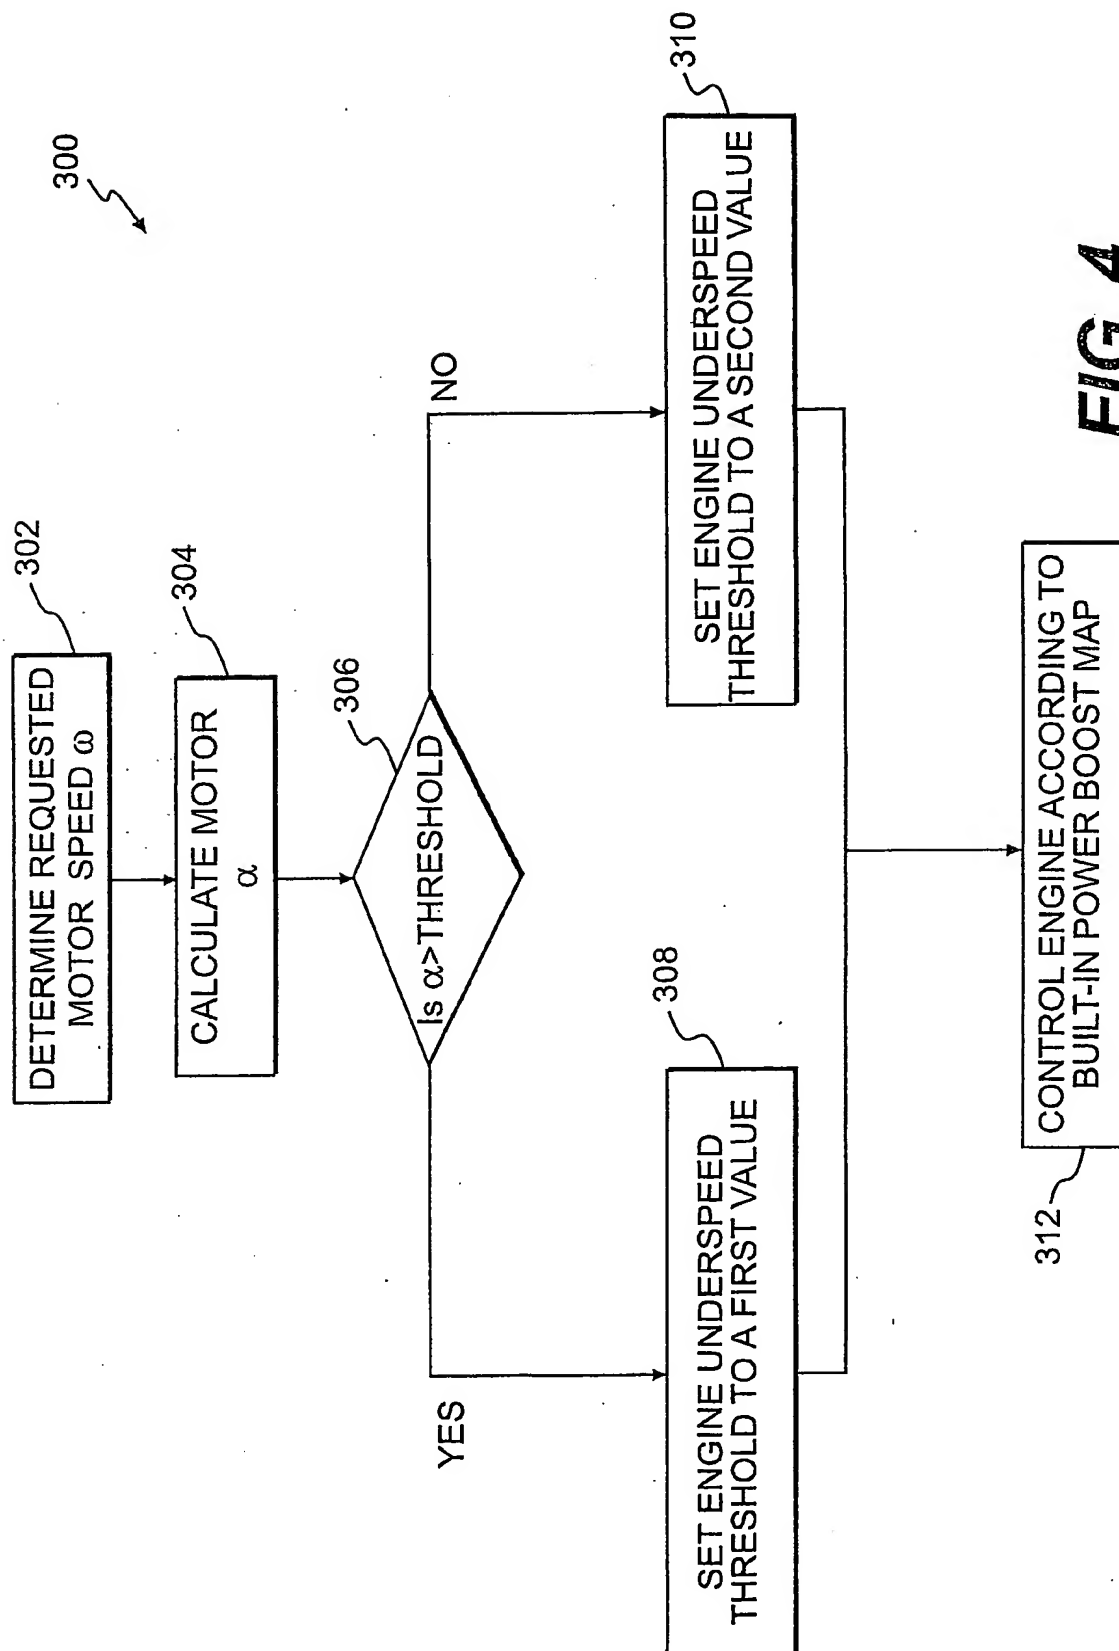 300
DETERMINE REQUESTED
MOTOR SPEED ω
302
CALCULATE MOTOR
α
304
Is α>THRESHOLD
306
YES
NO
SET ENGINE UNDERSPEED
THRESHOLD TO A FIRST VALUE
308
SET ENGINE UNDERSPEED
THRESHOLD TO A SECOND VALUE
310
CONTROL ENGINE ACCORDING TO
BUILT-IN POWER BOOST MAP
312
FIG. 4